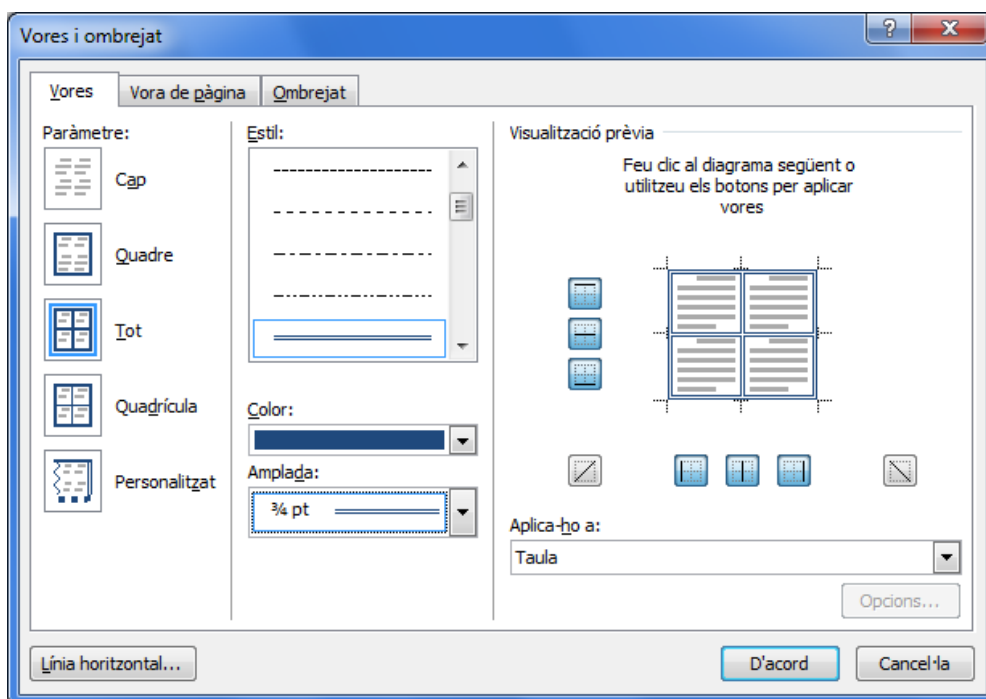 Vores i ombrejat
Vores
Vora de pàgina
Ombrejat
Paràmetre:
Cap
Quadre
Tot
Quadrícula
Personalitzat
Estil:
Color:
Amplada:
¾ pt
Visualització prèvia
Feu clic al diagrama següent o
utilitzeu els botons per aplicar
vores
Aplica-ho a:
Taula
Opcions...
Línia horitzontal...
D'acord
Cancel·la